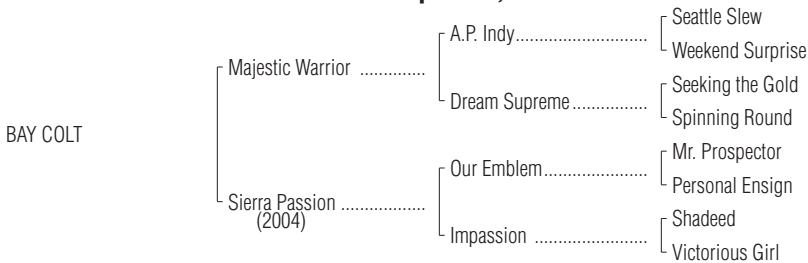 Seattle Slew
A.P. Indy..............................
Weekend Surprise
Majestic Warrior ..............
Seeking the Gold
Dream Supreme.................
Spinning Round
BAY COLT
Mr. Prospector
Our Emblem.......................
Personal Ensign
Sierra Passion ..................
(2004)
Shadeed
Impassion .........................
Victorious Girl